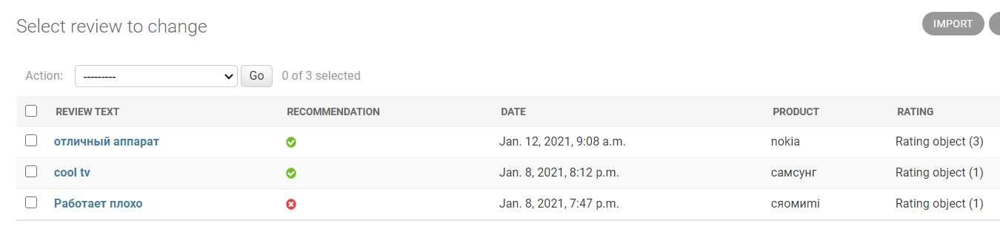 Select review to change
IMPORT
Action: --------- Go 0 of 3 selected
REVIEW TEXT RECOMMENDATION DATE PRODUCT RATING
отличный аппарат Jan. 12, 2021, 9:08 a.m. nokia Rating object (3)
cool tv Jan. 8, 2021, 8:12 p.m. самсунг Rating object (1)
Работает плохо Jan. 8, 2021, 7:47 p.m. сяомиmi Rating object (1)